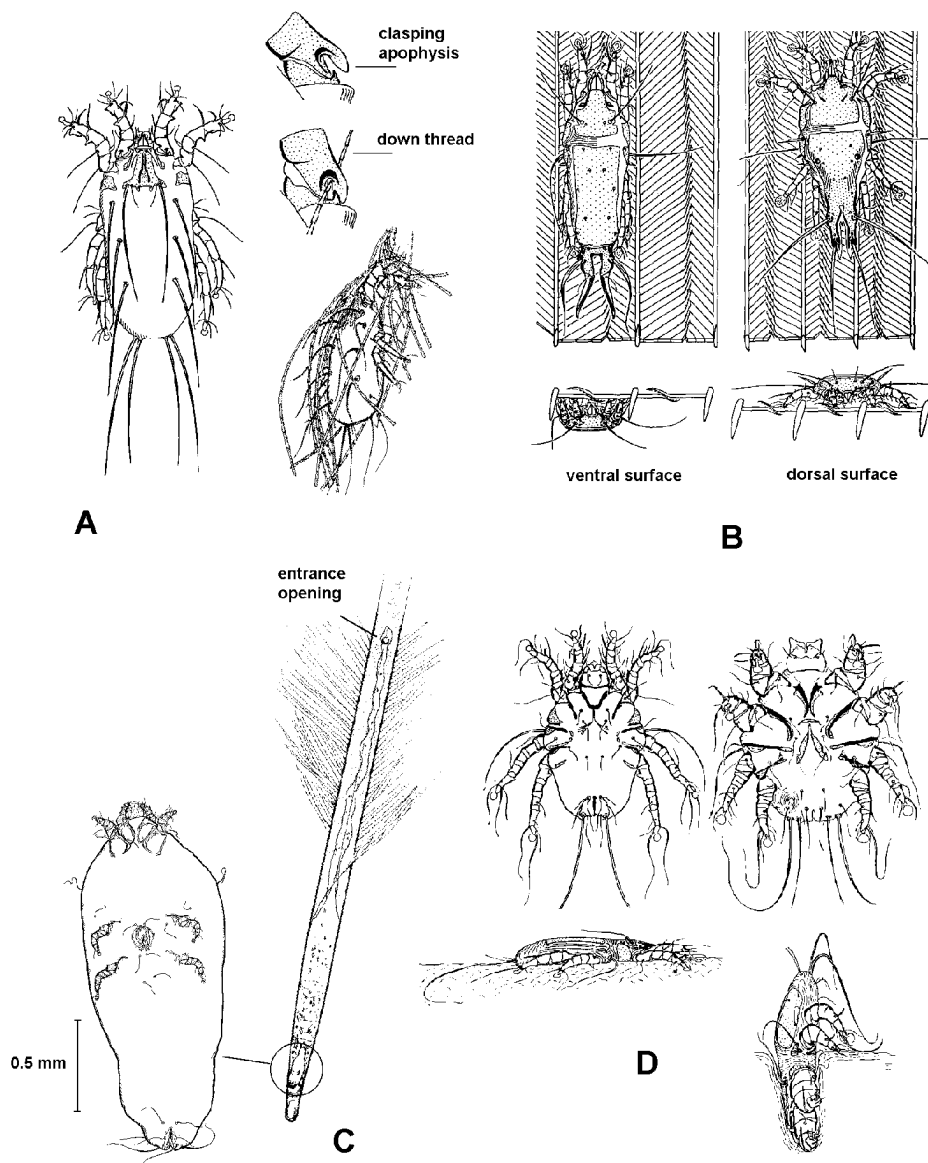 clasping
apophysis
down thread
A
ventral surface
dorsal surface
B
entrance
opening
0.5 mm
C
D